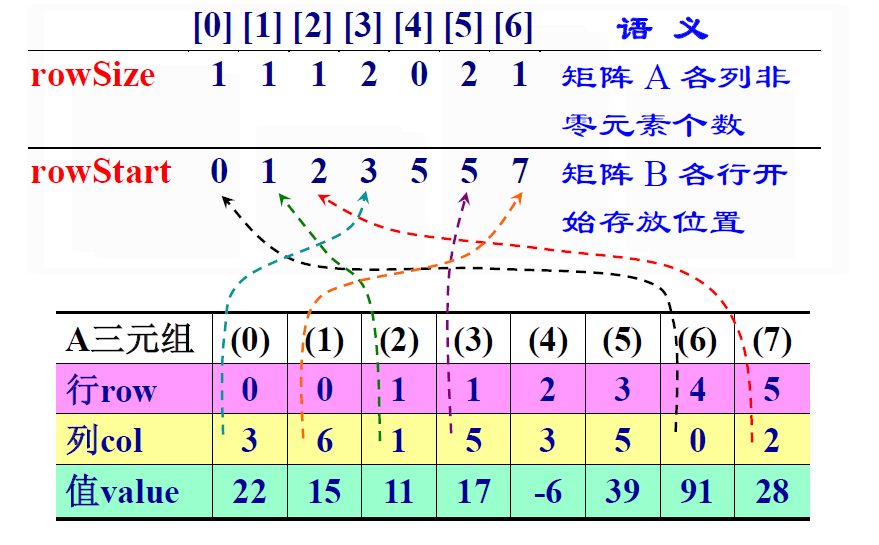 [0] [1] [2] [3] [4] [5] [6] 语 义
rowSize 1 1 1 2 0 2 1 矩阵 A 各列非
零元素个数
rowStart 0 1 2 3 5 5 7 矩阵 B 各行开
始存放位置
A三元组 (0) (1) (2) (3) (4) (5) (6) (7)
行row 0 0 1 1 2 3 4 5
列col 3 6 1 5 3 5 0 2
值value 22 15 11 17 -6 39 91 28